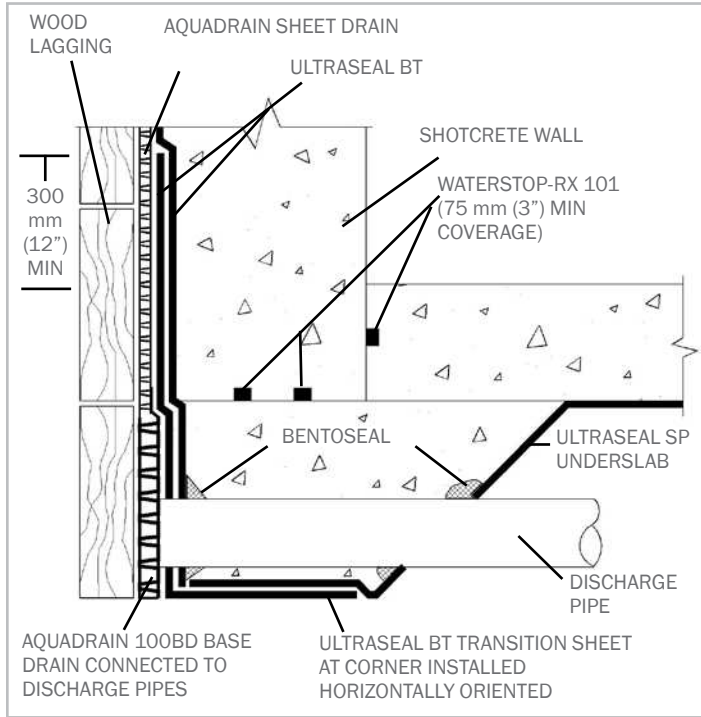 WOOD
LAGGING
AQUADRAIN SHEET DRAIN
ULTRASEAL BT
SHOTCRETE WALL
WATERSTOP-RX 101
(75 mm (3”) MIN
COVERAGE)
300
mm
(12”)
MIN
BENTOSEAL
ULTRASEAL SP
UNDERSLAB
DISCHARGE
PIPE
AQUADRAIN 100BD BASE
DRAIN CONNECTED TO
DISCHARGE PIPES
ULTRASEAL BT TRANSITION SHEET
AT CORNER INSTALLED
HORIZONTALLY ORIENTED